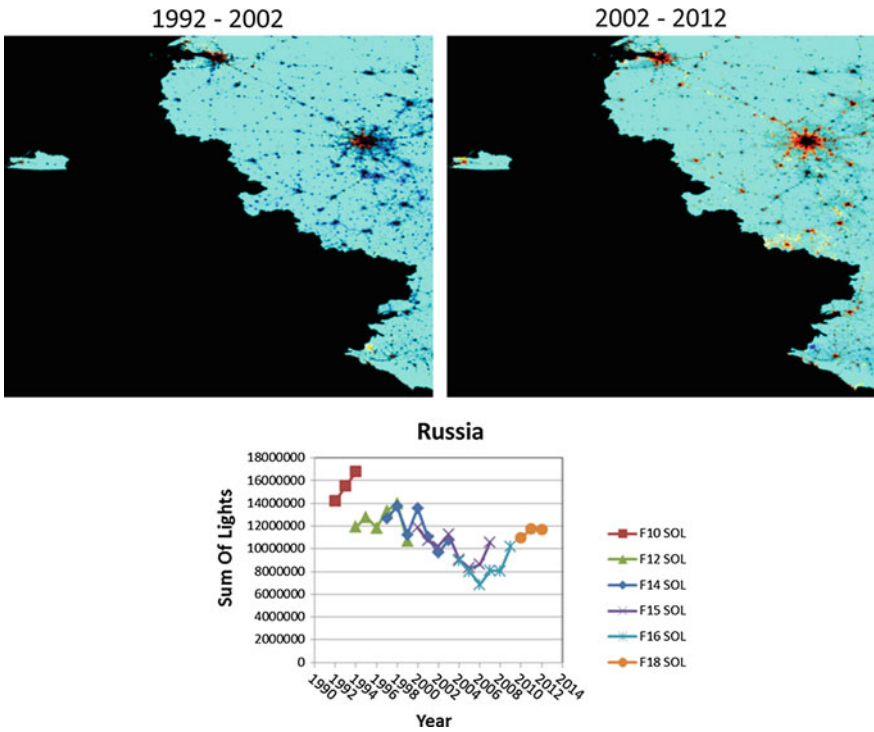 1992 - 2002
2002 - 2012
Russia
18000000
16000000
14000000
12000000
10000000
8000000
6000000
4000000
2000000
0
Sum Of Lights
1990
1992
1994
1996
1998
2000
2002
2004
2006
2008
2010
2012
2014
Year
F10 SOL
F12 SOL
F14 SOL
F15 SOL
F16 SOL
F18 SOL